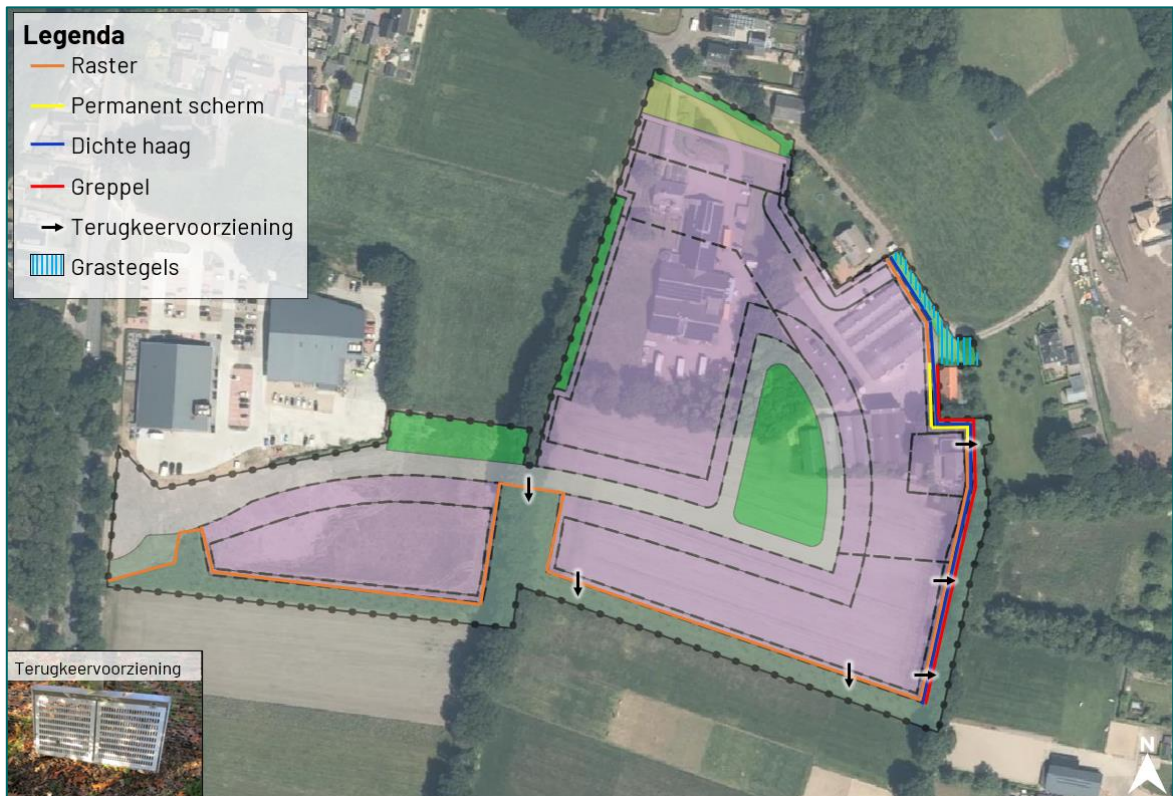 Legenda
Raster
Permanent scherm
Dichte haag
Greppel
Terugkeervoorziening
Grastegels
Terugkeervoorziening
N